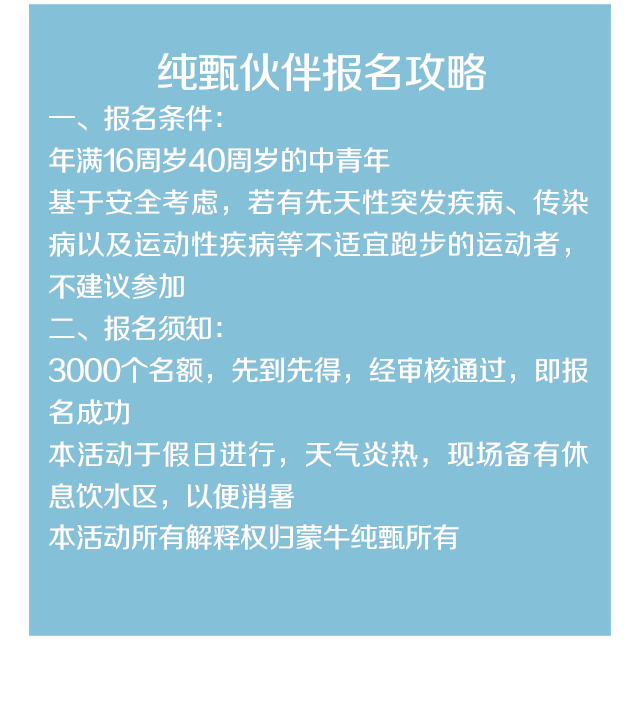 纯甄伙伴报名攻略
一、报名条件：
年满16周岁40周岁的中青年
基于安全考虑，若有先天性突发疾病、传染
病以及运动性疾病等不适宜跑步的运动者，
不建议参加
二、报名须知：
3000个名额，先到先得，经审核通过，即报
名成功
本活动于假日进行，天气炎热，现场备有休
息饮水区，以便消暑
本活动所有解释权归蒙牛纯甄所有